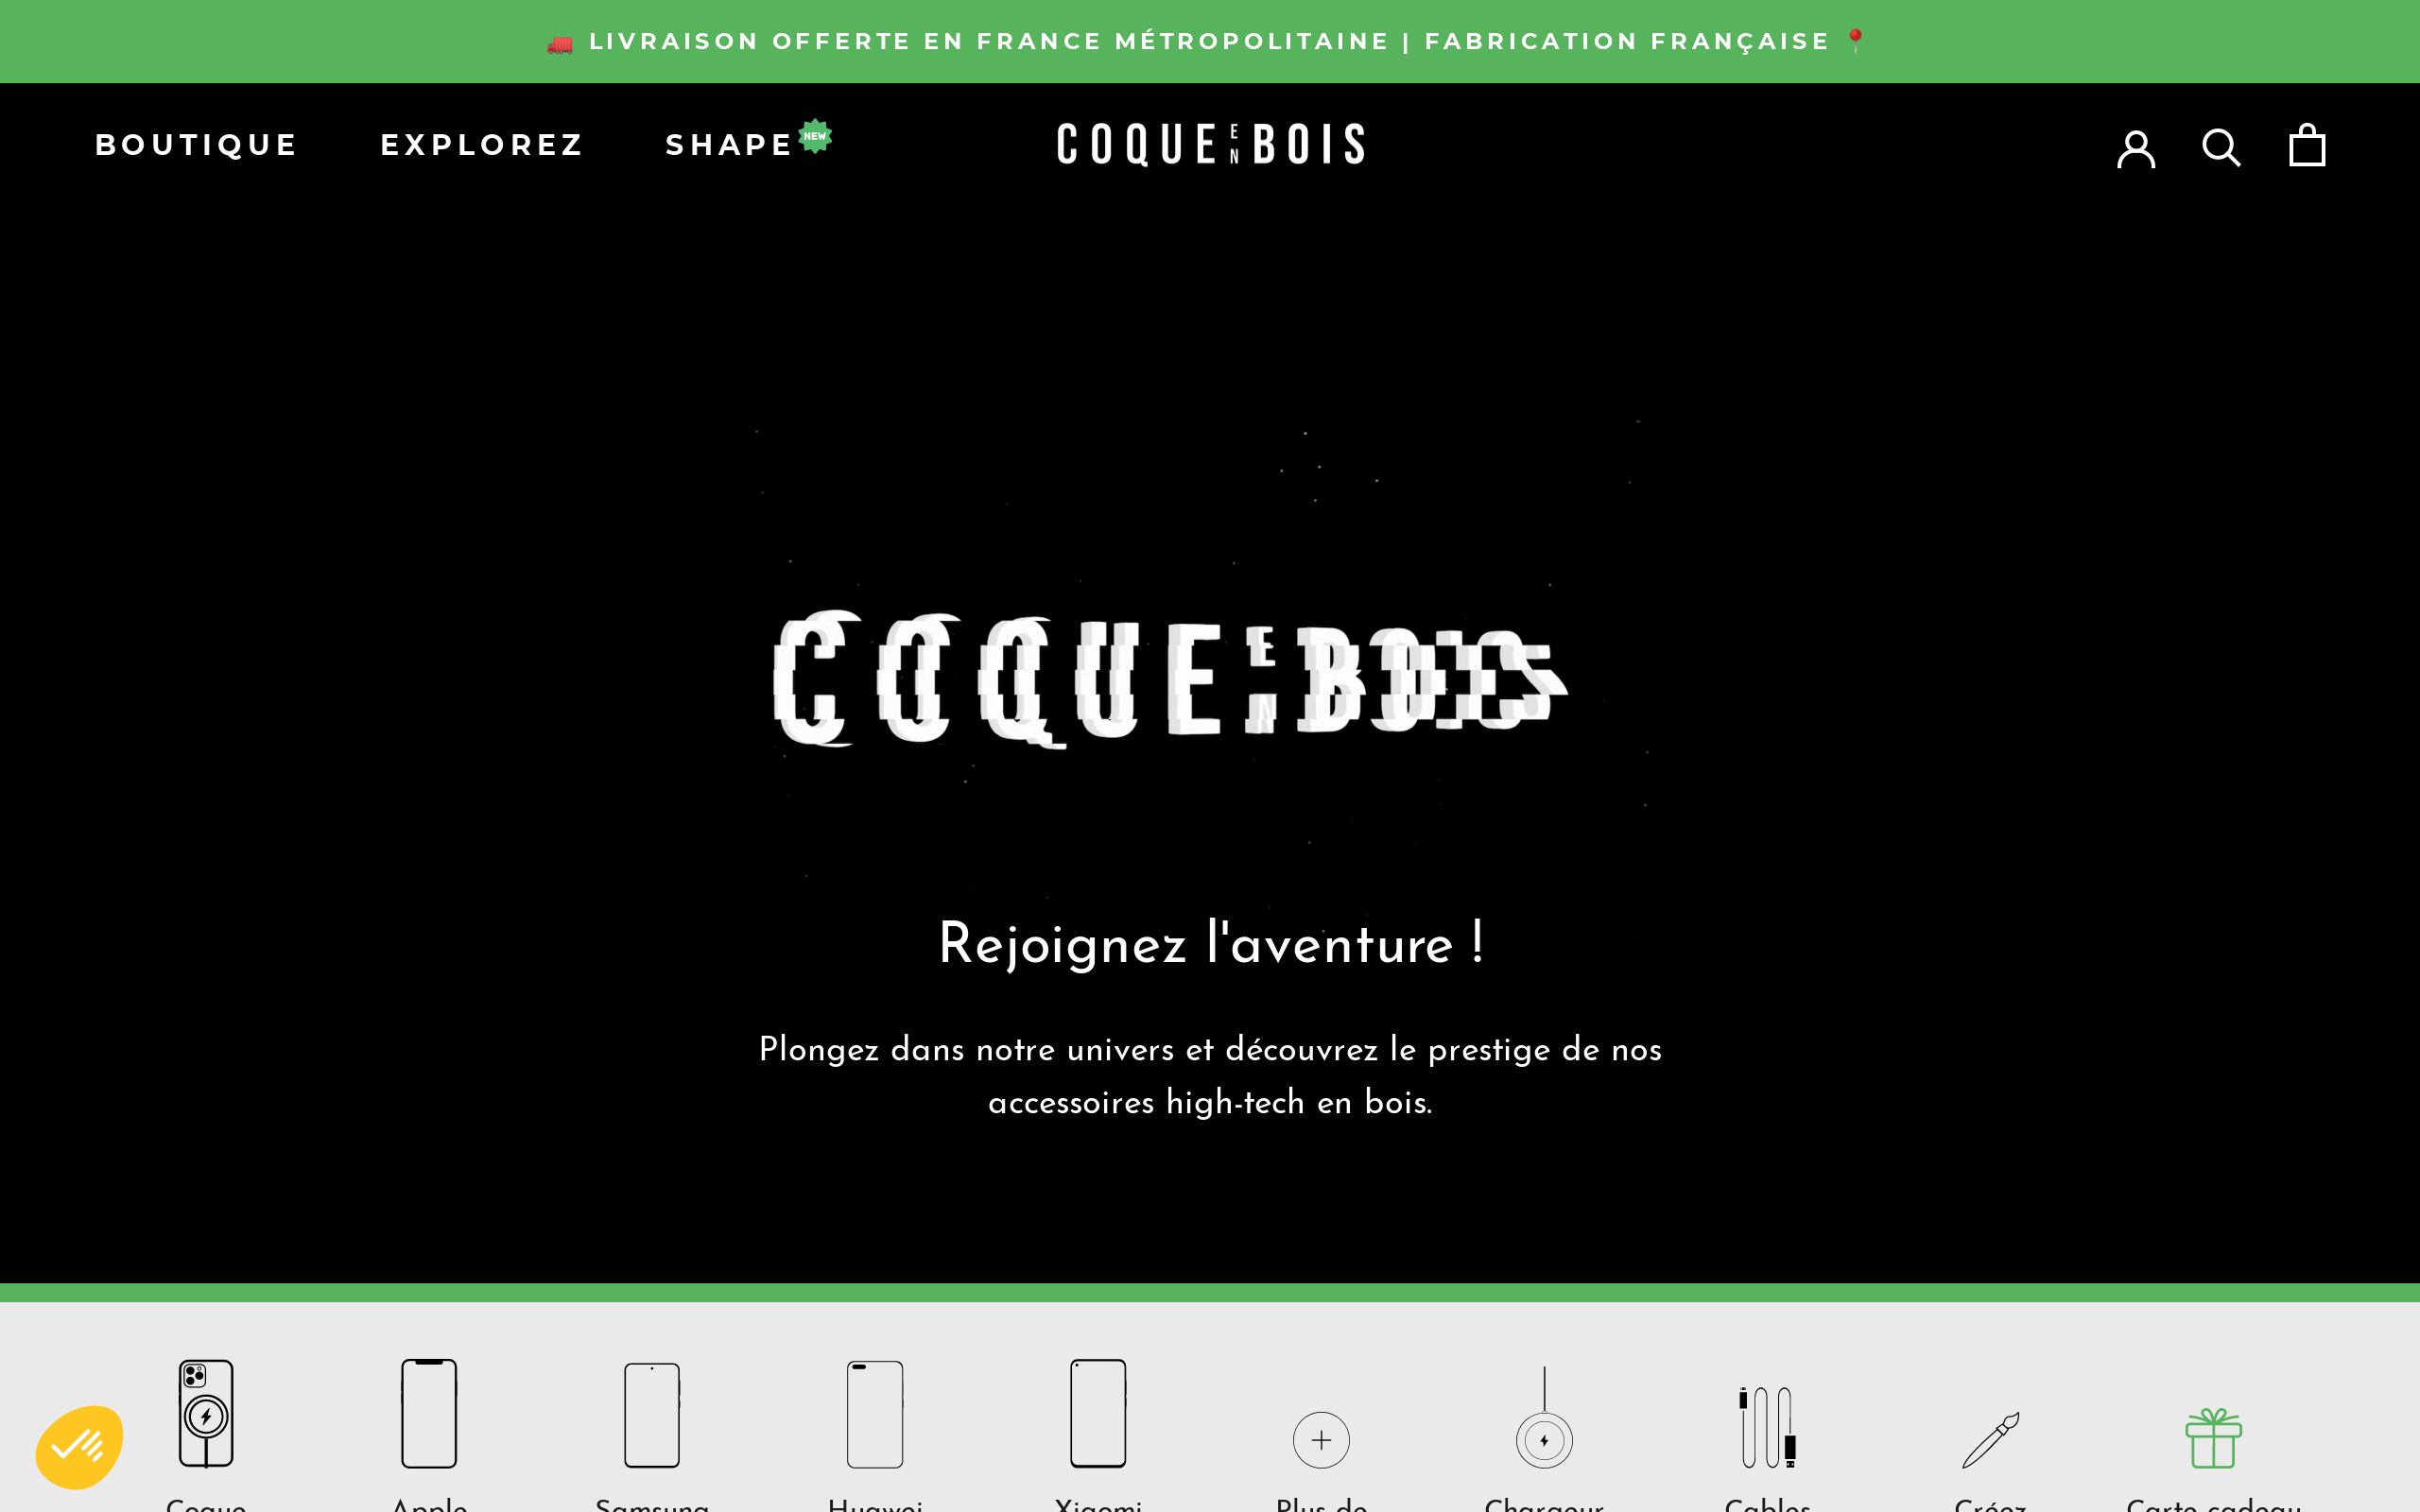 🚚 LIVRAISON OFFERTE EN FRANCE MÉTROPOLITAINE | FABRICATION FRANÇAISE 📍
BOUTIQUE
EXPLOREZ
SHAPE
NEW
COQUE EN BOIS
COQUE EN BOIS
Rejoignez l'aventure !
Plongez dans notre univers et découvrez le prestige de nos
accessoires high-tech en bois.
Coque
Apple
Samsung
Huawei
Xiaomi
Plus de
Chargeur
Cables
Créez
Carte cadeau